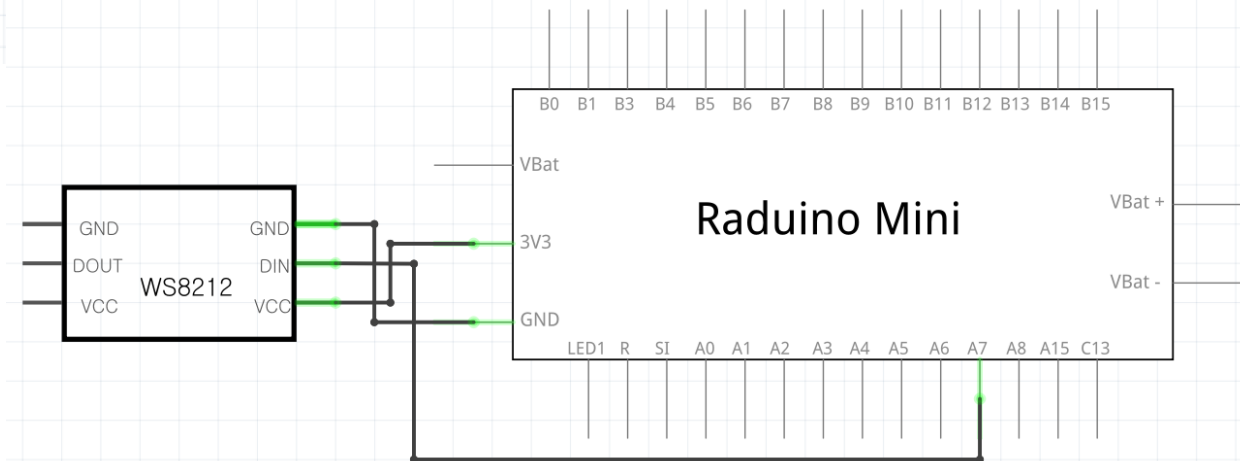 B0 B1 B3 B4 B5 B6 B7 B8 B9 B10 B11 B12 B13 B14 B15
VBat
VBat +
Raduino Mini
GND GND
3V3
DOUT DIN
WS8212
VBat -
VCC VCC
GND
LED1 R SI A0 A1 A2 A3 A4 A5 A6 A7 A8 A15 C13